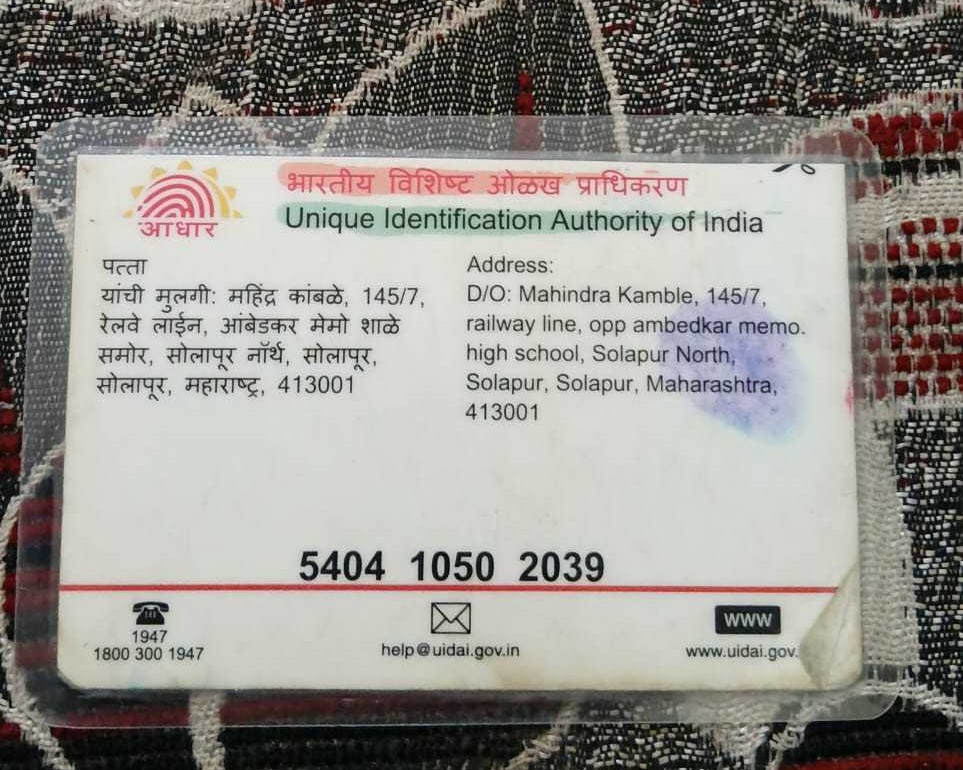 आधार
भारतीय विशिष्ट ओळख प्राधिकरण
Unique Identification Authority of India
पत्ता
यांची मुलगी: महिंद्र कांबळे, 145/7,
रेलवे लाईन, आंबेडकर मेमो शाळे
समोर, सोलापूर नॉर्थ, सोलापूर,
सोलापूर, महाराष्ट्र, 413001
Address:
D/O: Mahindra Kamble, 145/7,
railway line, opp ambedkar memo.
high school, Solapur North,
Solapur, Solapur, Maharashtra,
413001
5404 1050 2039
1947
1800 300 1947
help@uidai.gov.in
WWW
www.uidai.gov.